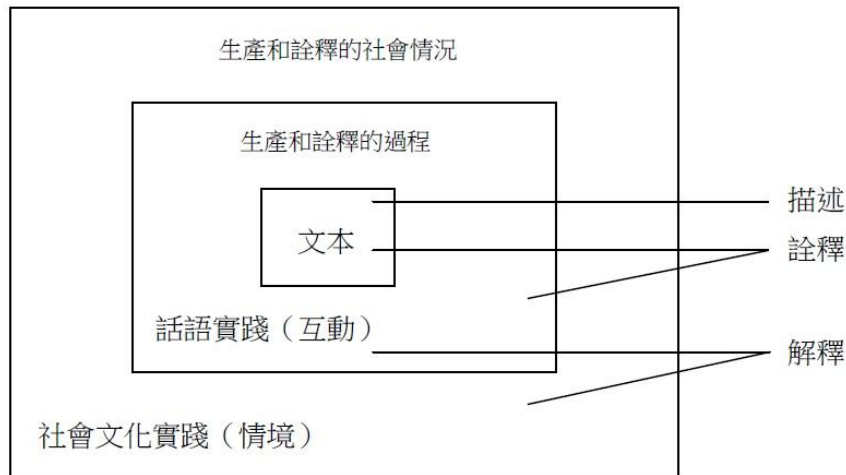 生產和詮釋的社會情況
生產和詮釋的過程
描述
文本
詮釋
話語實踐（互動）
解釋
社會文化實踐（情境）